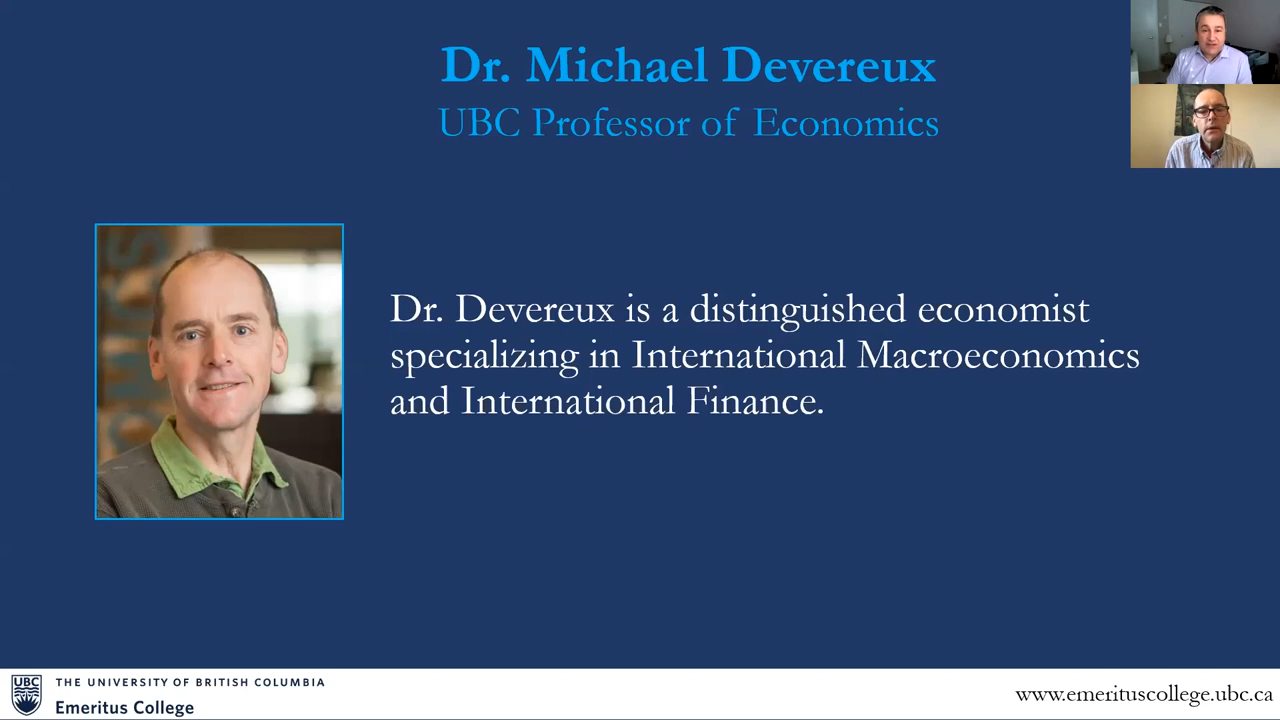 Dr. Michael Devereux
UBC Professor of Economics
Dr. Devereux is a distinguished economist
specializing in International Macroeconomics
and International Finance.
UBC
THE UNIVERSITY OF BRITISH COLUMBIA
Emeritus College
www.emerituscollege.ubc.ca